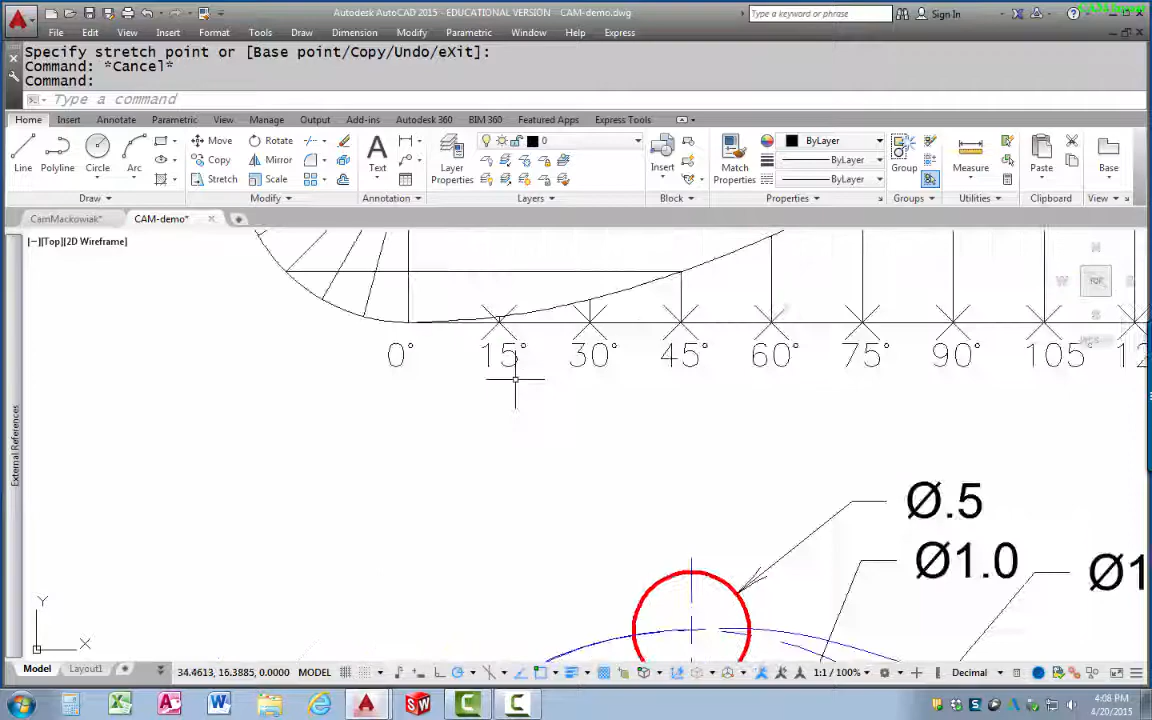 Autodesk AutoCAD 2015 - EDUCATIONAL VERSION CAM-demo.dwg
Type a keyword or phrase
Sign In
File Edit View Insert Format Tools Draw Dimension Modify Parametric Window Help Express
Specify stretch point or [Base point/Copy/Undo/eXit]:
Command: *Cancel*
Command:
Type a command
Home Insert Annotate Parametric View Manage Output Add-ins Autodesk 360 BIM 360 Featured Apps Express Tools
Line Polyline Circle Arc
Move Rotate
Copy Mirror
Stretch Scale
Text
Layer Properties
0
Insert
Match Properties
ByLayer
ByLayer
ByLayer
Group
Measure
Paste
Base
Draw Modify Annotation Layers Block Properties Groups Utilities Clipboard View
CamMackowiak* CAM-demo*
[−][Top][2D Wireframe]
TOP
W
S
External References
0° 15° 30° 45° 60° 75° 90° 105° 12
Ø.5
Ø1.0
Ø1
Y
X
Model Layout1
34.4613, 16.3885, 0.0000 MODEL
1:1 / 100%
Decimal
4:08 PM
4/20/2015